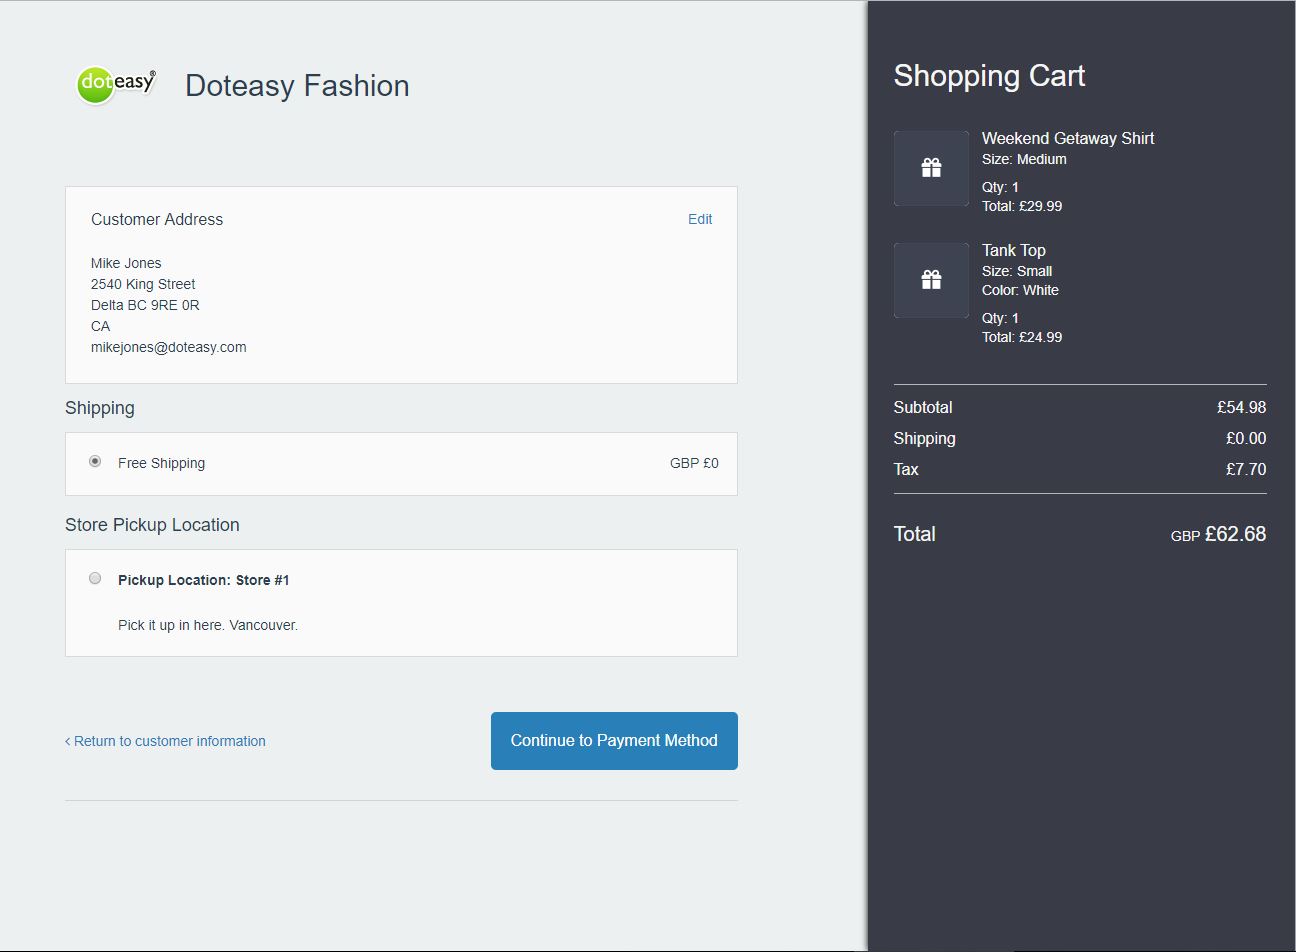 doteasy®
Doteasy Fashion
Customer Address
Edit
Mike Jones
2540 King Street
Delta BC 9RE 0R
CA
mikejones@doteasy.com
Shipping
Free Shipping
GBP £0
Store Pickup Location
Pickup Location: Store #1
Pick it up in here. Vancouver.
‹ Return to customer information
Continue to Payment Method
Shopping Cart
Weekend Getaway Shirt
Size: Medium
Qty: 1
Total: £29.99
Tank Top
Size: Small
Color: White
Qty: 1
Total: £24.99
Subtotal £54.98
Shipping £0.00
Tax £7.70
Total GBP £62.68